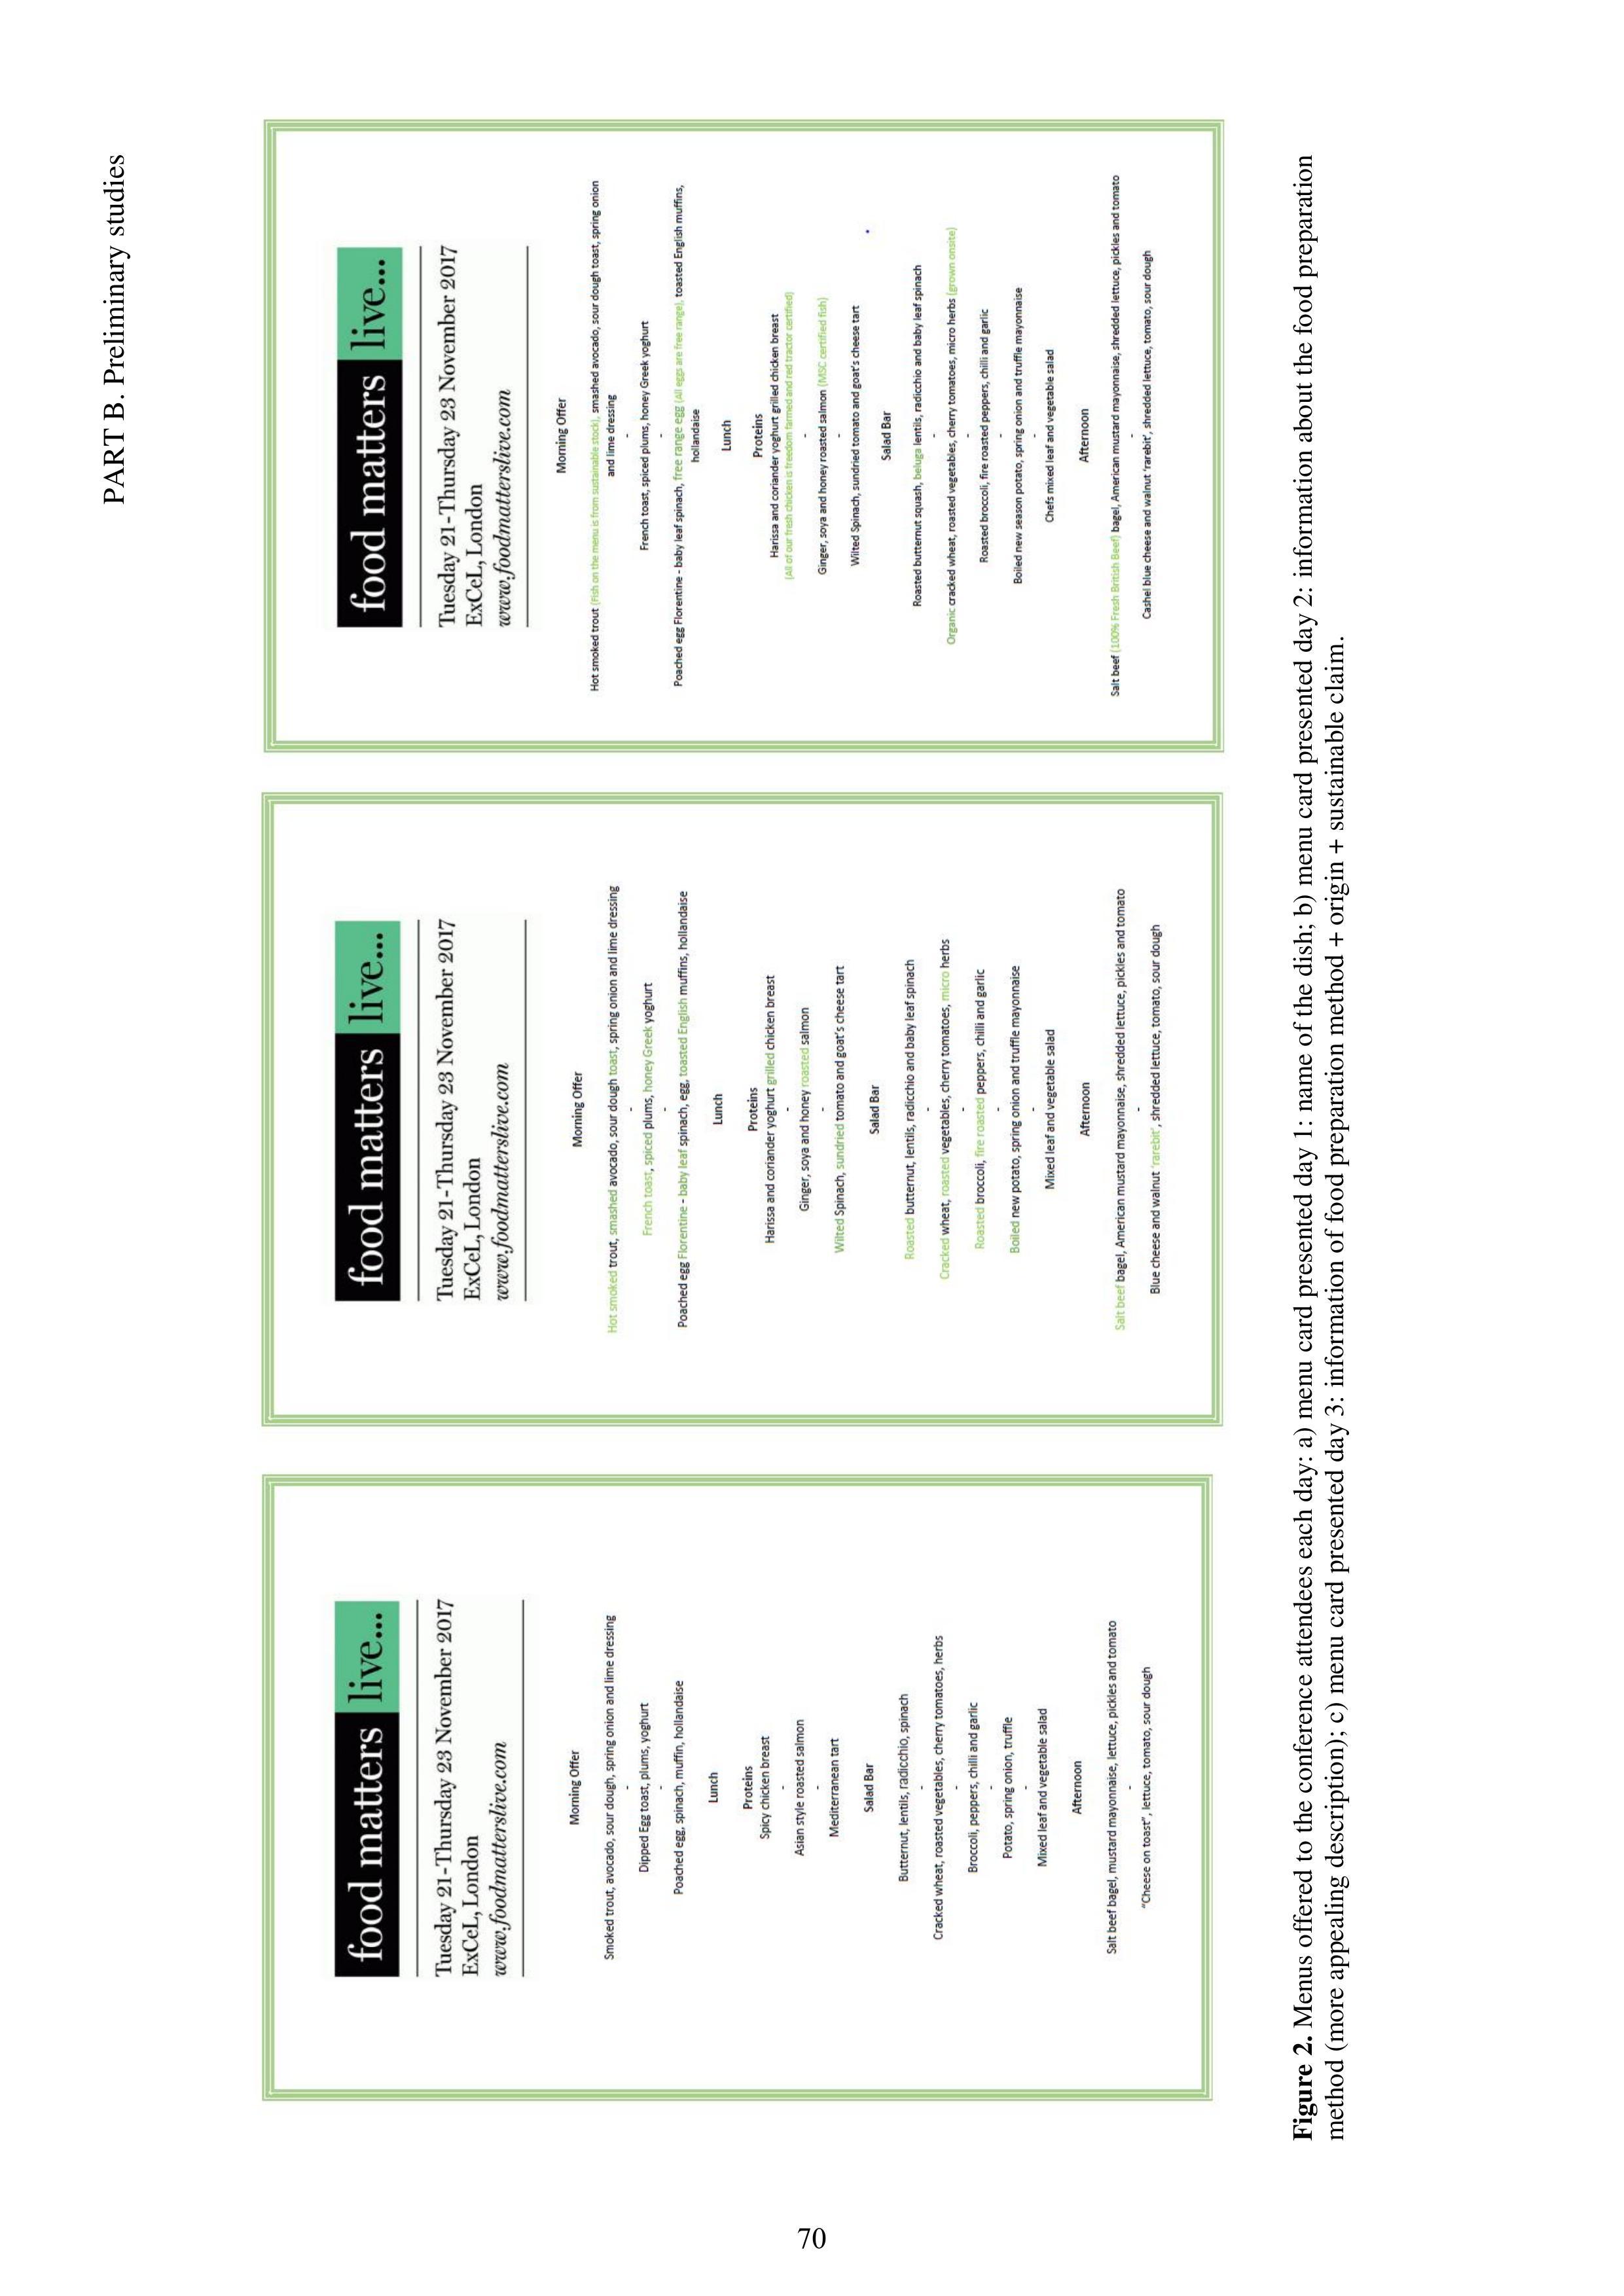 PART B. Preliminary studies
food matters live...
Tuesday 21-Thursday 23 November 2017
ExCeL, London
www.foodmatterslive.com
Morning Offer
Smoked trout, avocado, sour dough, spring onion and lime dressing
-
Dipped Egg toast, plums, yoghurt
-
Poached egg, spinach, muffin, hollandaise
Lunch
Proteins
Spicy chicken breast
-
Asian style roasted salmon
-
Mediterranean tart
Salad Bar
Butternut, lentils, radicchio, spinach
-
Cracked wheat, roasted vegetables, cherry tomatoes, herbs
-
Broccoli, peppers, chilli and garlic
-
Potato, spring onion, truffle
-
Mixed leaf and vegetable salad
Afternoon
Salt beef bagel, mustard mayonnaise, lettuce, pickles and tomato
-
"Cheese on toast", lettuce, tomato, sour dough
food matters live...
Tuesday 21-Thursday 23 November 2017
ExCeL, London
www.foodmatterslive.com
Morning Offer
Hot smoked trout, smashed avocado, sour dough toast, spring onion and lime dressing
-
French toast, spiced plums, honey Greek yoghurt
-
Poached egg Florentine - baby leaf spinach, egg, toasted English muffins, hollandaise
Lunch
Proteins
Harissa and coriander yoghurt grilled chicken breast
-
Ginger, soya and honey roasted salmon
-
Wilted Spinach, sundried tomato and goat's cheese tart
Salad Bar
Roasted butternut, lentils, radicchio and baby leaf spinach
-
Cracked wheat, roasted vegetables, cherry tomatoes, micro herbs
-
Roasted broccoli, fire roasted peppers, chilli and garlic
-
Boiled new potato, spring onion and truffle mayonnaise
-
Mixed leaf and vegetable salad
Afternoon
Salt beef bagel, American mustard mayonnaise, shredded lettuce, pickles and tomato
-
Blue cheese and walnut 'rarebit', shredded lettuce, tomato, sour dough
food matters live...
Tuesday 21-Thursday 23 November 2017
ExCeL, London
www.foodmatterslive.com
Morning Offer
Hot smoked trout (Fish on the menu is from sustainable stock), smashed avocado, sour dough toast, spring onion
and lime dressing
-
French toast, spiced plums, honey Greek yoghurt
-
Poached egg Florentine - baby leaf spinach, free range egg (All eggs are free range), toasted English muffins,
hollandaise
Lunch
Proteins
Harissa and coriander yoghurt grilled chicken breast
(All of our fresh chicken is freedom farmed and red tractor certified)
-
Ginger, soya and honey roasted salmon (MSC certified fish)
-
Wilted Spinach, sundried tomato and goat's cheese tart
Salad Bar
Roasted butternut squash, beluga lentils, radicchio and baby leaf spinach
-
Organic cracked wheat, roasted vegetables, cherry tomatoes, micro herbs (grown onsite)
-
Roasted broccoli, fire roasted peppers, chilli and garlic
-
Boiled new season potato, spring onion and truffle mayonnaise
-
Chefs mixed leaf and vegetable salad
Afternoon
Salt beef (100% Fresh British Beef) bagel, American mustard mayonnaise, shredded lettuce, pickles and tomato
-
Cashel blue cheese and walnut 'rarebit', shredded lettuce, tomato, sour dough
Figure 2. Menus offered to the conference attendees each day: a) menu card presented day 1: name of the dish; b) menu card presented day 2: information about the food preparation
method (more appealing description); c) menu card presented day 3: information of food preparation method + origin + sustainable claim.
70